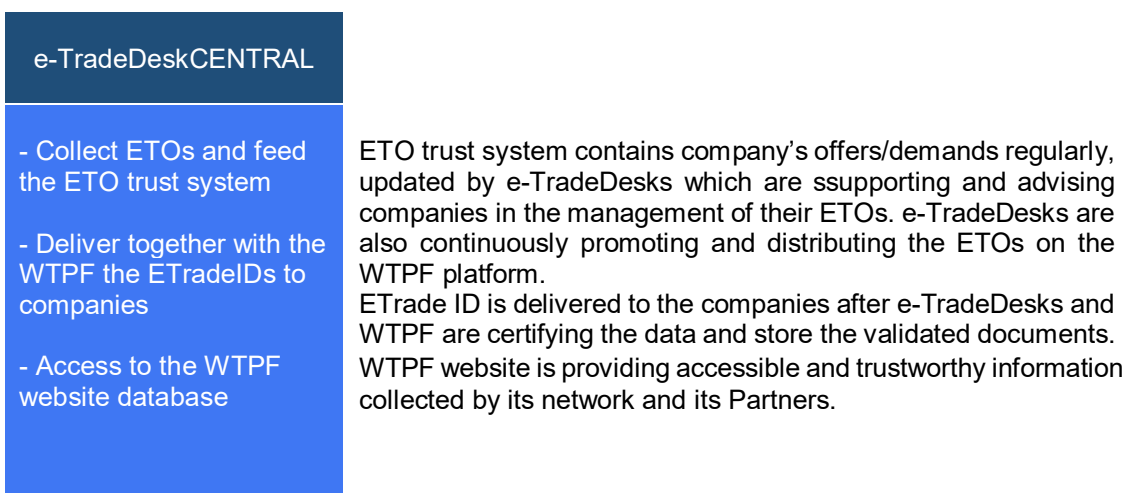 e-TradeDeskCENTRAL
- Collect ETOs and feed
the ETO trust system
- Deliver together with the
WTPF the ETradeIDs to
companies
- Access to the WTPF
website database
ETO trust system contains company’s offers/demands regularly,
updated by e-TradeDesks which are ssupporting and advising
companies in the management of their ETOs. e-TradeDesks are
also continuously promoting and distributing the ETOs on the
WTPF platform.
ETrade ID is delivered to the companies after e-TradeDesks and
WTPF are certifying the data and store the validated documents.
WTPF website is providing accessible and trustworthy information
collected by its network and its Partners.